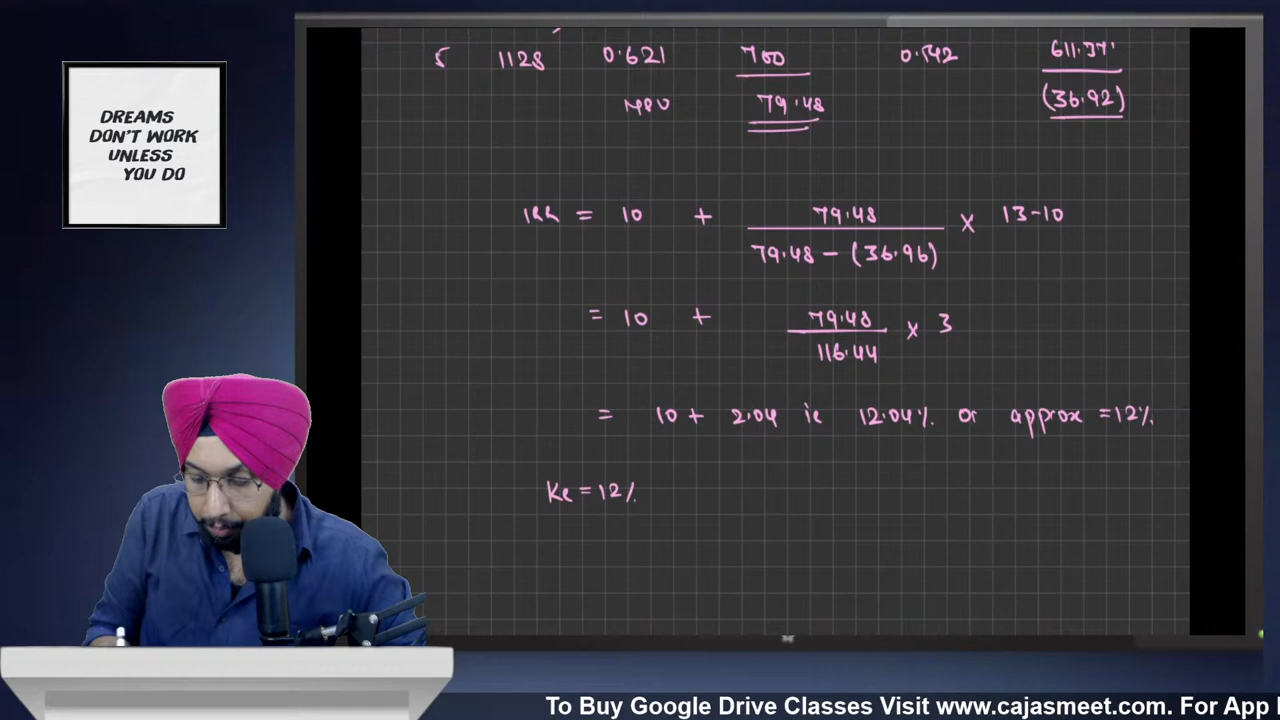 DREAMS
DON'T WORK
UNLESS
YOU DO
5 1128 0.621 700 0.542 611.37
NPV 79.48 (36.92)
IRR = 10 + 79.48 × 13-10
79.48 - (36.96)
= 10 + 79.48 × 3
116.44
= 10 + 2.04 ie 12.04% or approx = 12%
Ke = 12%
To Buy Google Drive Classes Visit www.cajasmeet.com. For App